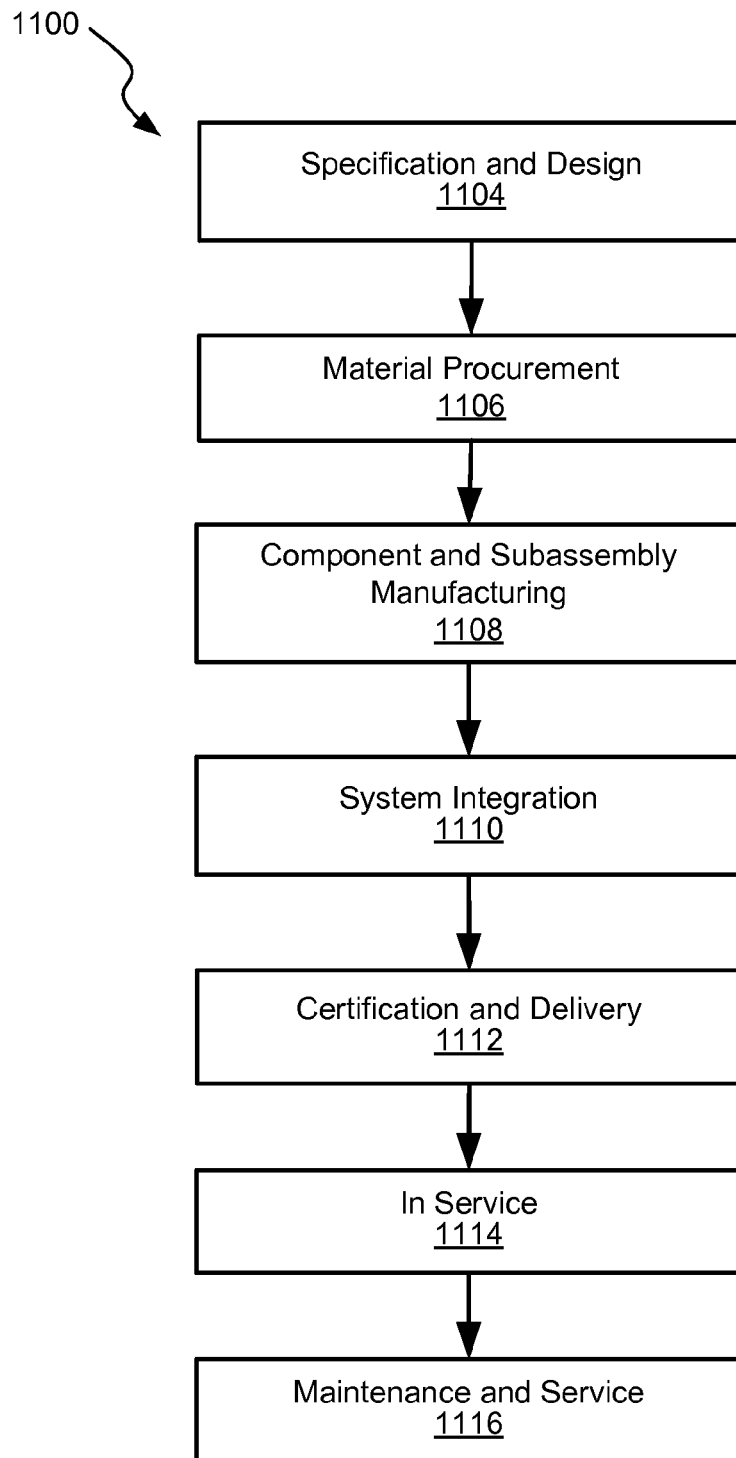 1100
Specification and Design
1104
Material Procurement
1106
Component and Subassembly
Manufacturing
1108
System Integration
1110
Certification and Delivery
1112
In Service
1114
Maintenance and Service
1116